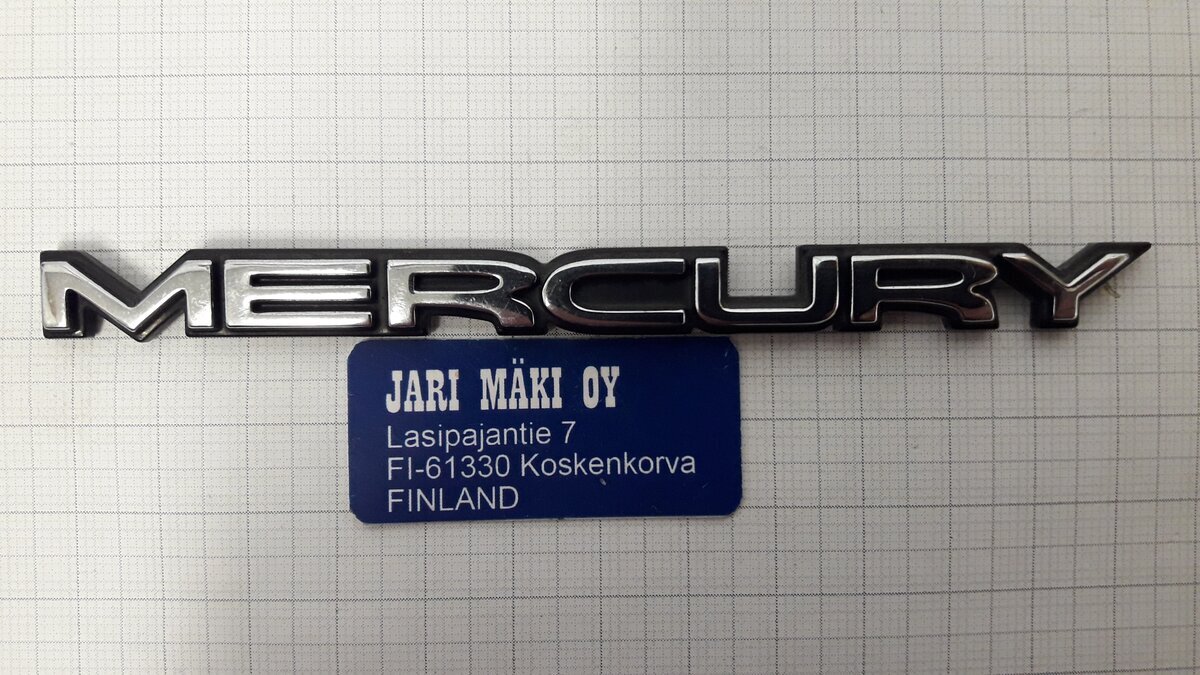 MERCURY
JARI MÄKI OY
Lasipajantie 7
FI-61330 Koskenkorva
FINLAND